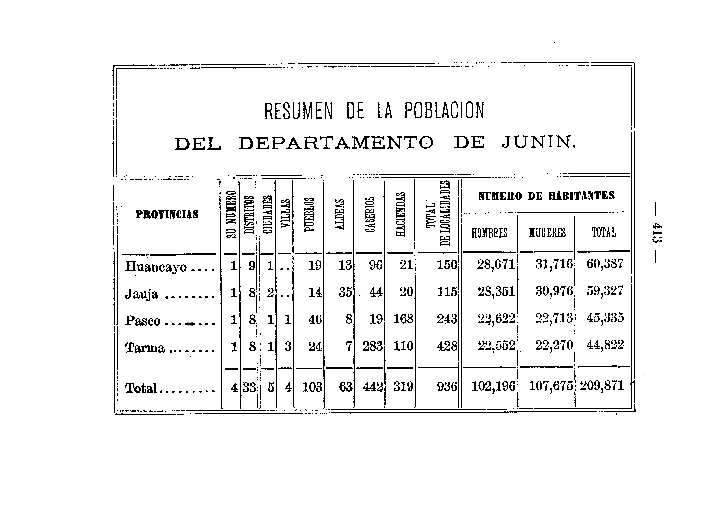 RESUMEN DE LA POBLACION
DEL DEPARTAMENTO DE JUNIN.
PROVINCIAS SU NUMERO DISTRITOS CIUDADES VILLAS PUEBLOS ALDEAS CASERIOS HACIENDAS TOTAL DE LOCALIDADES NUMERO DE HABITANTES
HOMBRES MUGERES TOTAL
Huancayo .... 1 9 1 .. 19 13 96 21 150 28,671 31,716 60,387
Jauja ........ 1 8 2 .. 14 35 44 20 115 28,351 30,976 59,327
Pasco ........ 1 8 1 1 46 8 19 168 243 22,622 22,713 45,335
Tarma ....... 1 8 1 3 24 7 283 110 428 22,552 22,270 44,822
Total......... 4 33 5 4 103 63 442 319 936 102,196 107,675 209,871
— 413 —